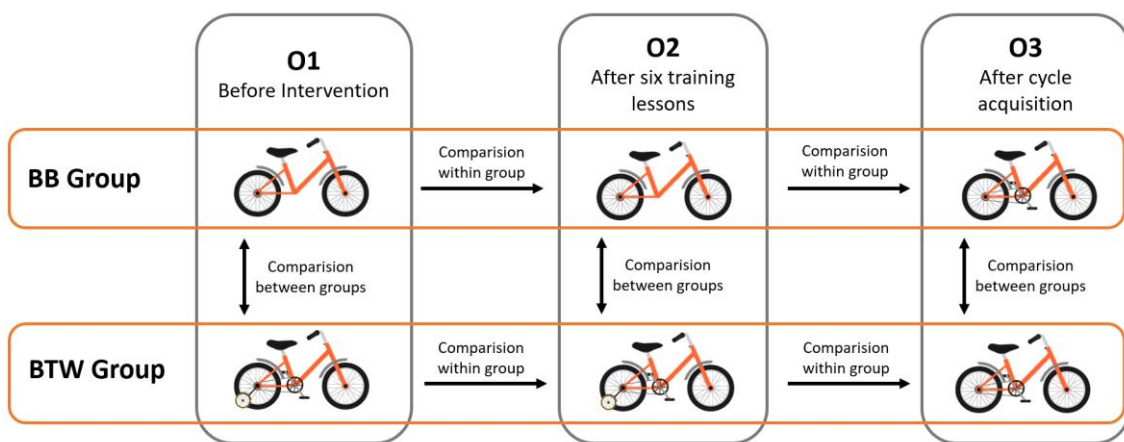 O1
Before Intervention
O2
After six training
lessons
O3
After cycle
acquisition
BB Group
Comparision
within group
Comparision
within group
Comparision
between groups
Comparision
between groups
Comparision
between groups
BTW Group
Comparision
within group
Comparision
within group